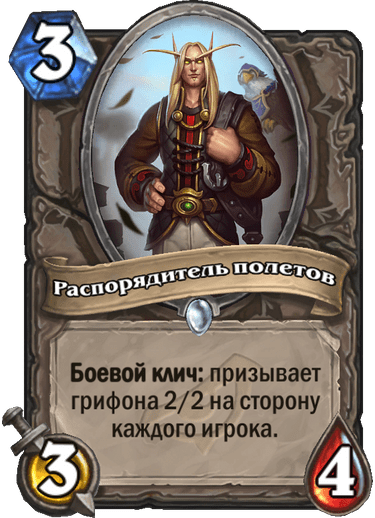 3
Распорядитель полетов
Боевой клич: призывает
грифона 2/2 на сторону
каждого игрока.
3
4